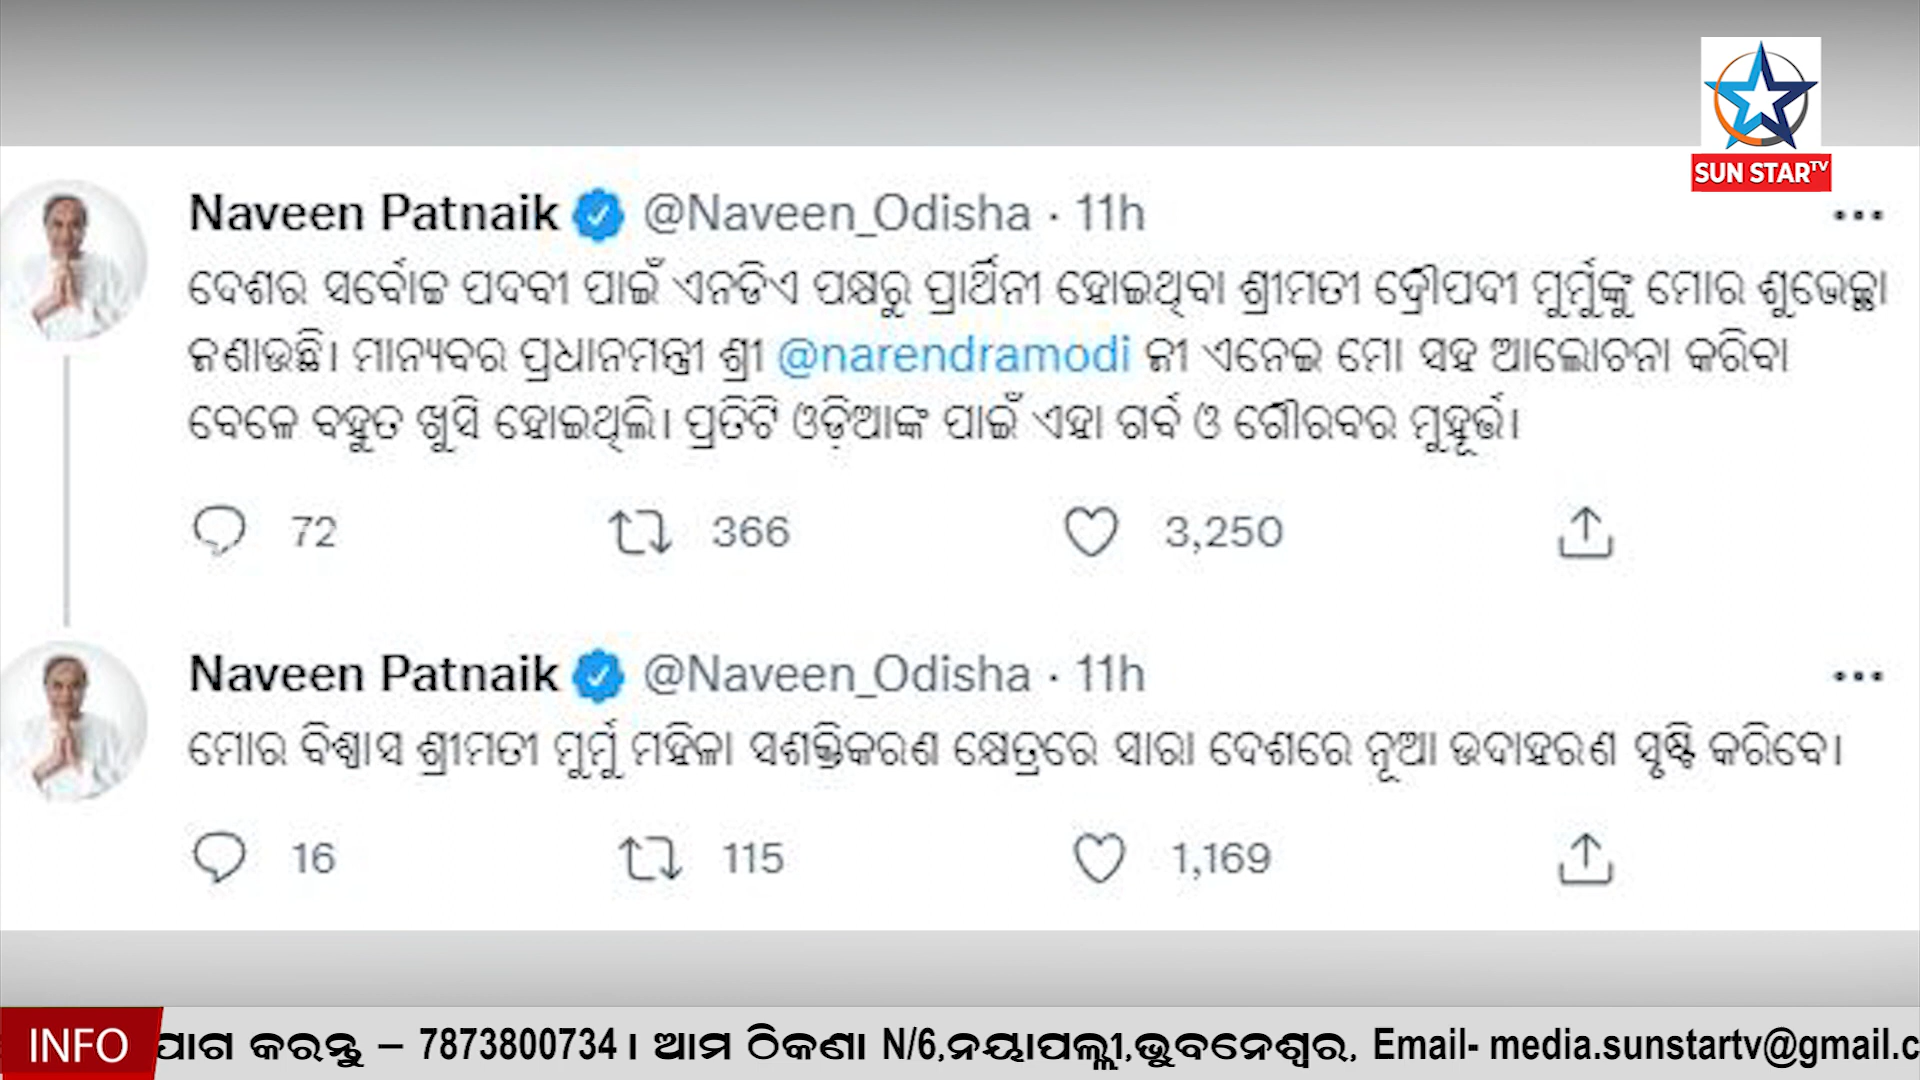 SUN STAR TV
Naveen Patnaik @Naveen_Odisha · 11h
ଦେଶର ସର୍ବୋଚ୍ଚ ପଦବୀ ପାଇଁ ଏନଡିଏ ପକ୍ଷରୁ ପ୍ରାର୍ଥିନୀ ହୋଇଥିବା ଶ୍ରୀମତୀ ଦ୍ରୌପଦୀ ମୁର୍ମୁଙ୍କୁ ମୋର ଶୁଭେଚ୍ଛା
ଜଣାଉଛି। ମାନ୍ୟବର ପ୍ରଧାନମନ୍ତ୍ରୀ ଶ୍ରୀ @narendramodi ଜୀ ଏନେଇ ମୋ ସହ ଆଲୋଚନା କରିବା
ବେଳେ ବହୁତ ଖୁସି ହୋଇଥିଲି। ପ୍ରତିଟି ଓଡ଼ିଆଙ୍କ ପାଇଁ ଏହା ଗର୍ବ ଓ ଗୌରବର ମୁହୂର୍ତ୍ତ।
72 366 3,250
Naveen Patnaik @Naveen_Odisha · 11h
ମୋର ବିଶ୍ୱାସ ଶ୍ରୀମତୀ ମୁର୍ମୁ ମହିଳା ସଶକ୍ତିକରଣ କ୍ଷେତ୍ରରେ ସାରା ଦେଶରେ ନୂଆ ଉଦାହରଣ ସୃଷ୍ଟି କରିବେ।
16 115 1,169
INFO ଯାଗ କରନ୍ତୁ – 7873800734 । ଆମ ଠିକଣା N/6,ନୟାପଲ୍ଲୀ,ଭୁବନେଶ୍ୱର, Email- media.sunstartv@gmail.c